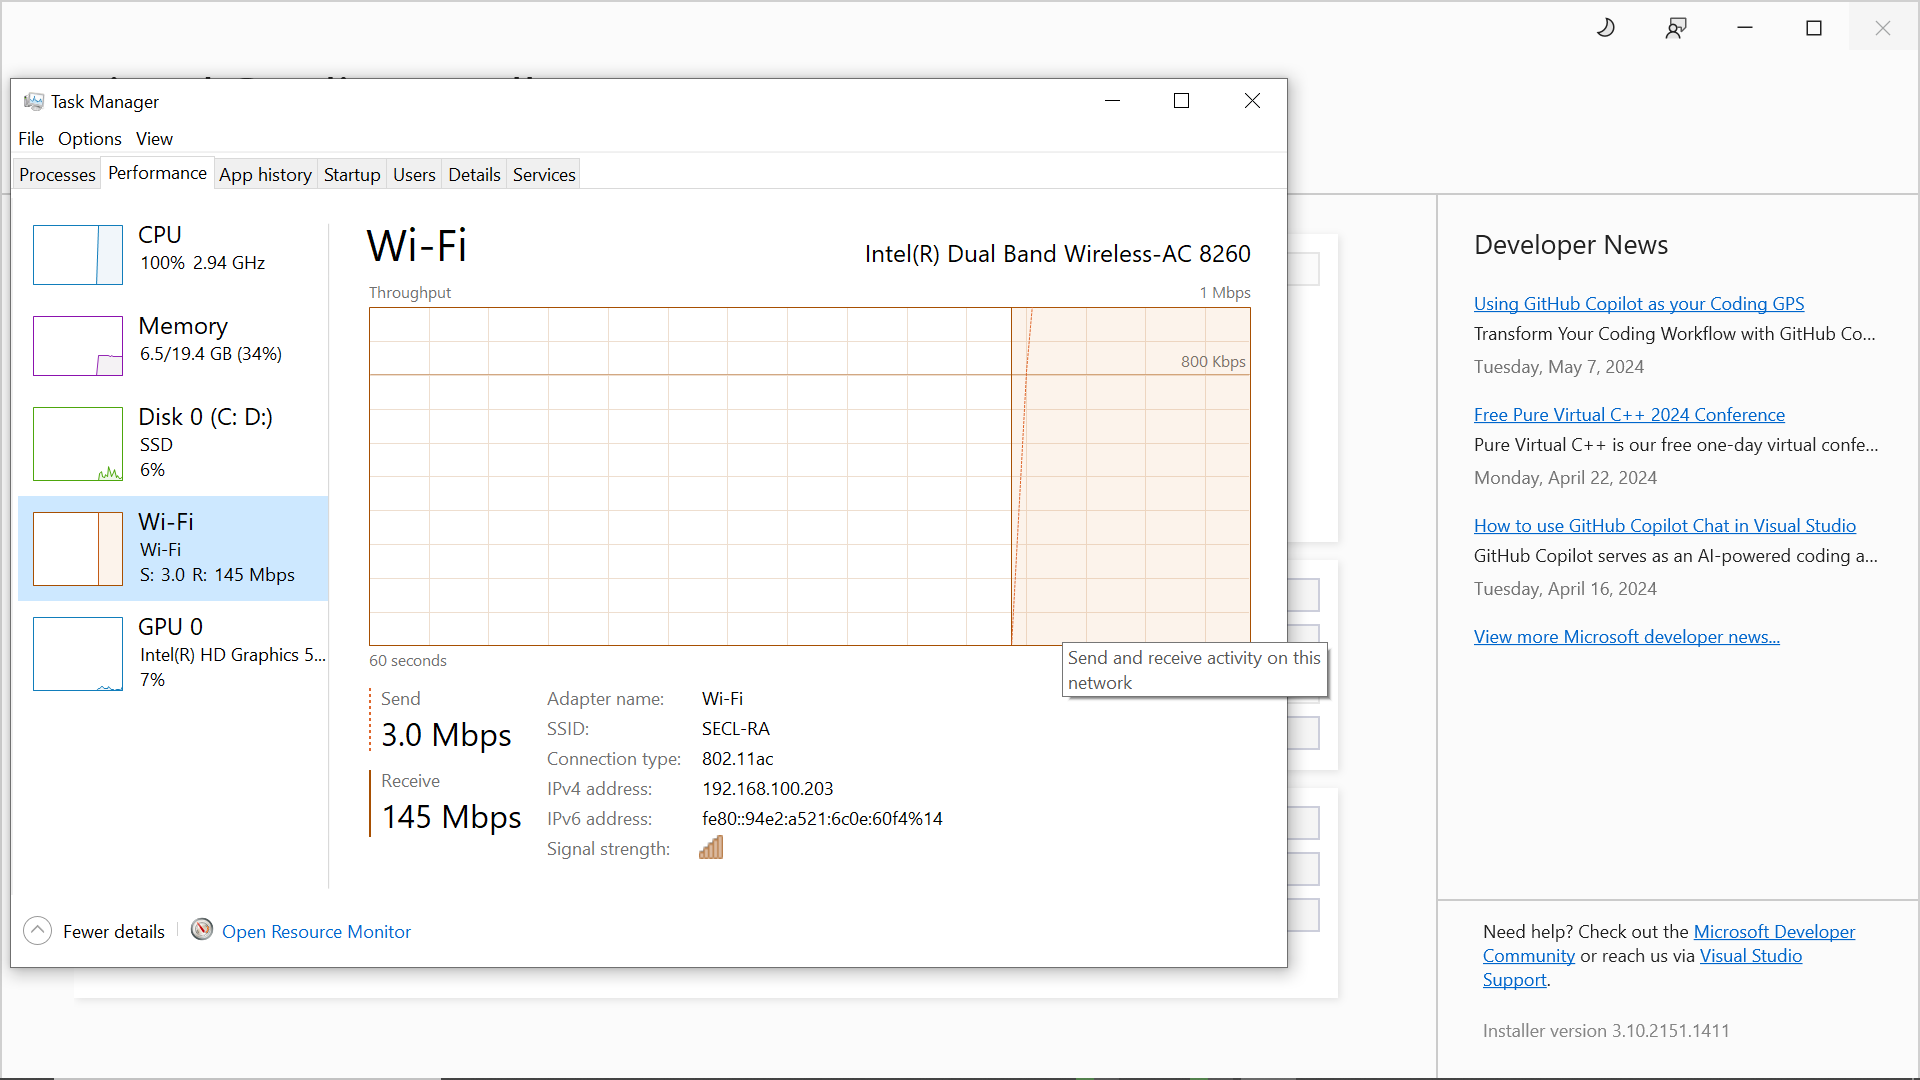 Task Manager
File Options View
Processes Performance App history Startup Users Details Services
CPU
100% 2.94 GHz
Memory
6.5/19.4 GB (34%)
Disk 0 (C: D:)
SSD
6%
Wi-Fi
Wi-Fi
S: 3.0 R: 145 Mbps
GPU 0
Intel(R) HD Graphics 5...
7%
Wi-Fi
Intel(R) Dual Band Wireless-AC 8260
Throughput
1 Mbps
800 Kbps
60 seconds
Send and receive activity on this
network
Send
3.0 Mbps
Receive
145 Mbps
Adapter name: Wi-Fi
SSID: SECL-RA
Connection type: 802.11ac
IPv4 address: 192.168.100.203
IPv6 address: fe80::94e2:a521:6c0e:60f4%14
Signal strength:
Fewer details
Open Resource Monitor
Developer News
Using GitHub Copilot as your Coding GPS
Transform Your Coding Workflow with GitHub Co...
Tuesday, May 7, 2024
Free Pure Virtual C++ 2024 Conference
Pure Virtual C++ is our free one-day virtual confe...
Monday, April 22, 2024
How to use GitHub Copilot Chat in Visual Studio
GitHub Copilot serves as an AI-powered coding a...
Tuesday, April 16, 2024
View more Microsoft developer news...
Need help? Check out the Microsoft Developer
Community or reach us via Visual Studio
Support.
Installer version 3.10.2151.1411